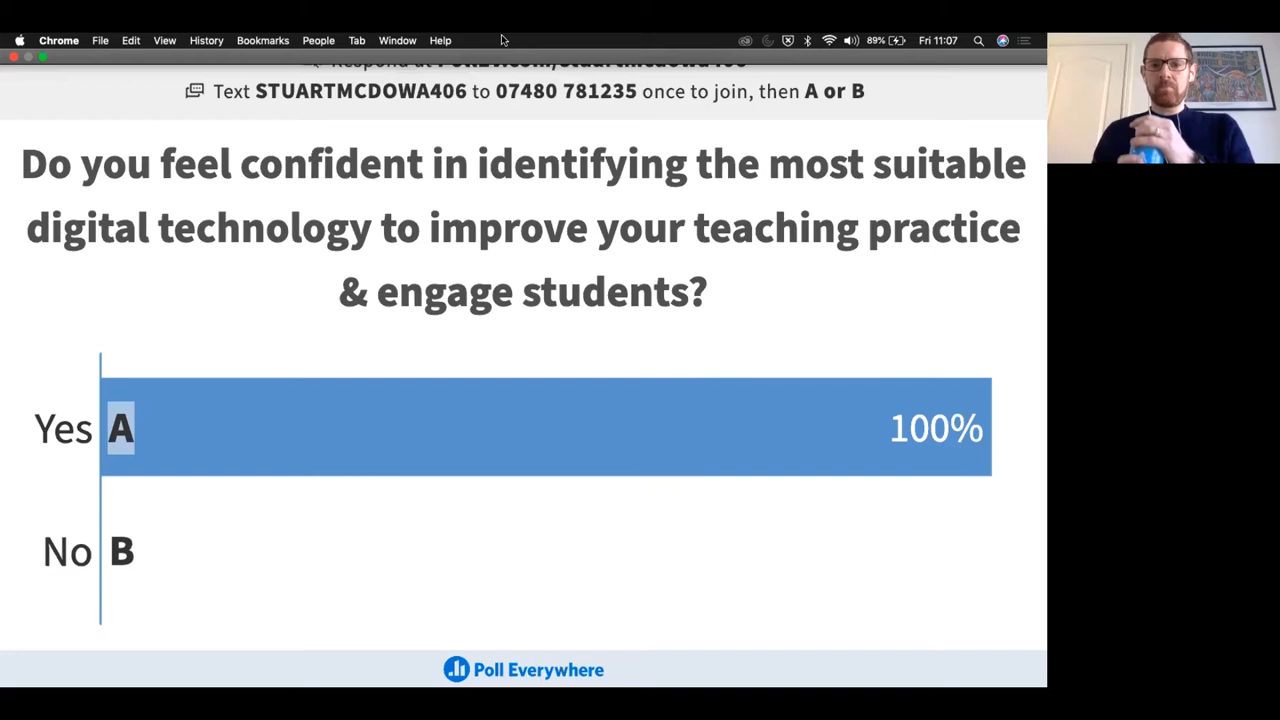 Chrome File Edit View History Bookmarks People Tab Window Help 89% Fri 11:07
Text STUARTMCDOWA406 to 07480 781235 once to join, then A or B
Do you feel confident in identifying the most suitable
digital technology to improve your teaching practice
& engage students?
Yes A 100%
No B
Poll Everywhere